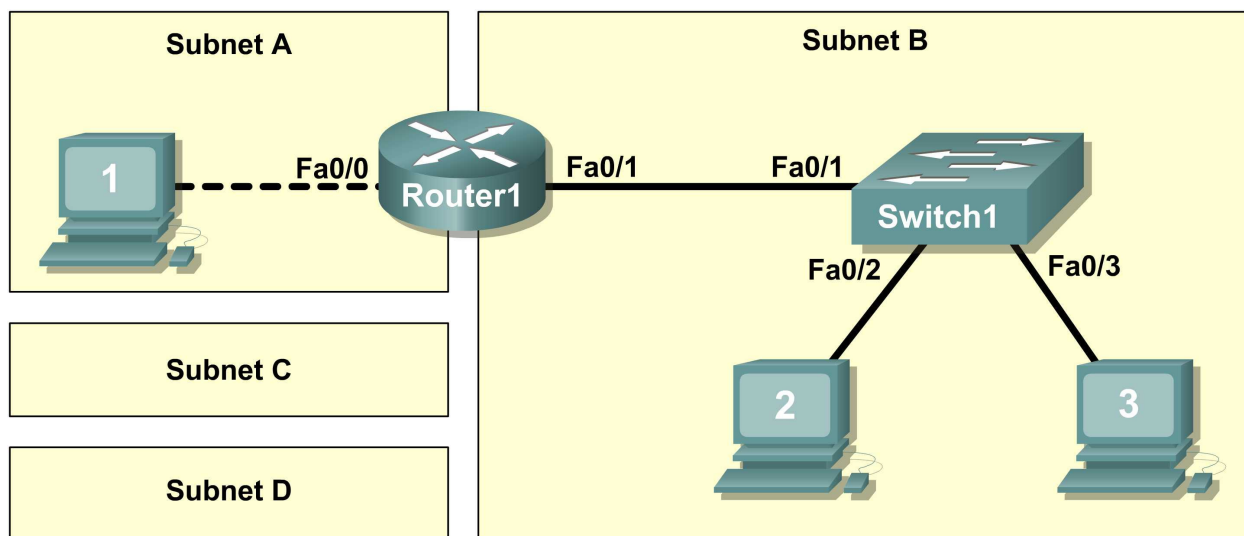 Subnet A
Subnet B
1
Fa0/0
Router1
Fa0/1
Fa0/1
Switch1
Fa0/2
Fa0/3
Subnet C
2
3
Subnet D